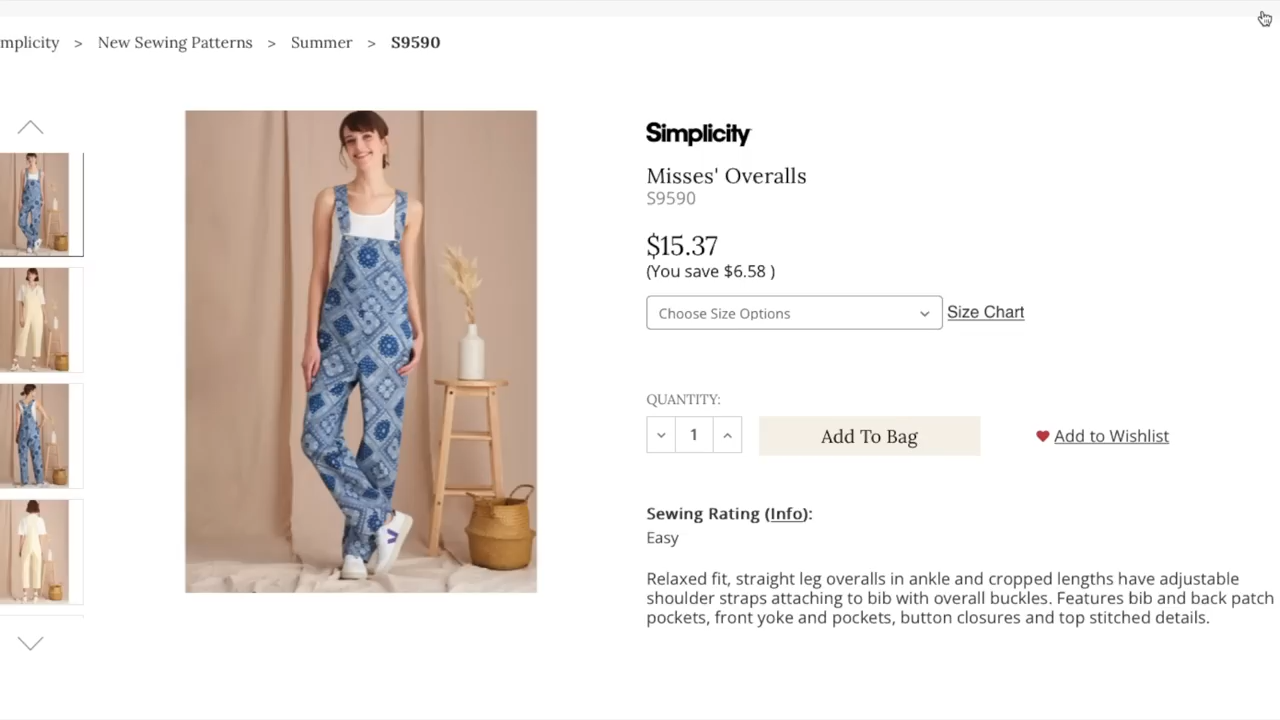 mplicity > New Sewing Patterns > Summer > S9590
Simplicity
Misses' Overalls
S9590
$15.37
(You save $6.58 )
Choose Size Options
Size Chart
QUANTITY:
1
Add To Bag
Add to Wishlist
Sewing Rating (Info):
Easy
Relaxed fit, straight leg overalls in ankle and cropped lengths have adjustable
shoulder straps attaching to bib with overall buckles. Features bib and back patch
pockets, front yoke and pockets, button closures and top stitched details.